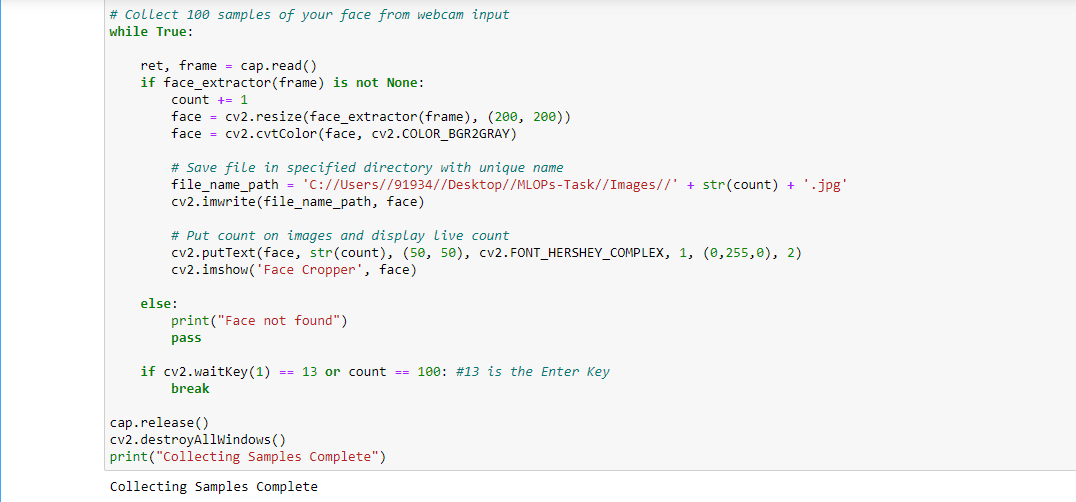 # Collect 100 samples of your face from webcam input
while True:
ret, frame = cap.read()
if face_extractor(frame) is not None:
count += 1
face = cv2.resize(face_extractor(frame), (200, 200))
face = cv2.cvtColor(face, cv2.COLOR_BGR2GRAY)
# Save file in specified directory with unique name
file_name_path = 'C://Users//91934//Desktop//MLOPs-Task//Images//' + str(count) + '.jpg'
cv2.imwrite(file_name_path, face)
# Put count on images and display live count
cv2.putText(face, str(count), (50, 50), cv2.FONT_HERSHEY_COMPLEX, 1, (0,255,0), 2)
cv2.imshow('Face Cropper', face)
else:
print("Face not found")
pass
if cv2.waitKey(1) == 13 or count == 100: #13 is the Enter Key
break
cap.release()
cv2.destroyAllWindows()
print("Collecting Samples Complete")
Collecting Samples Complete